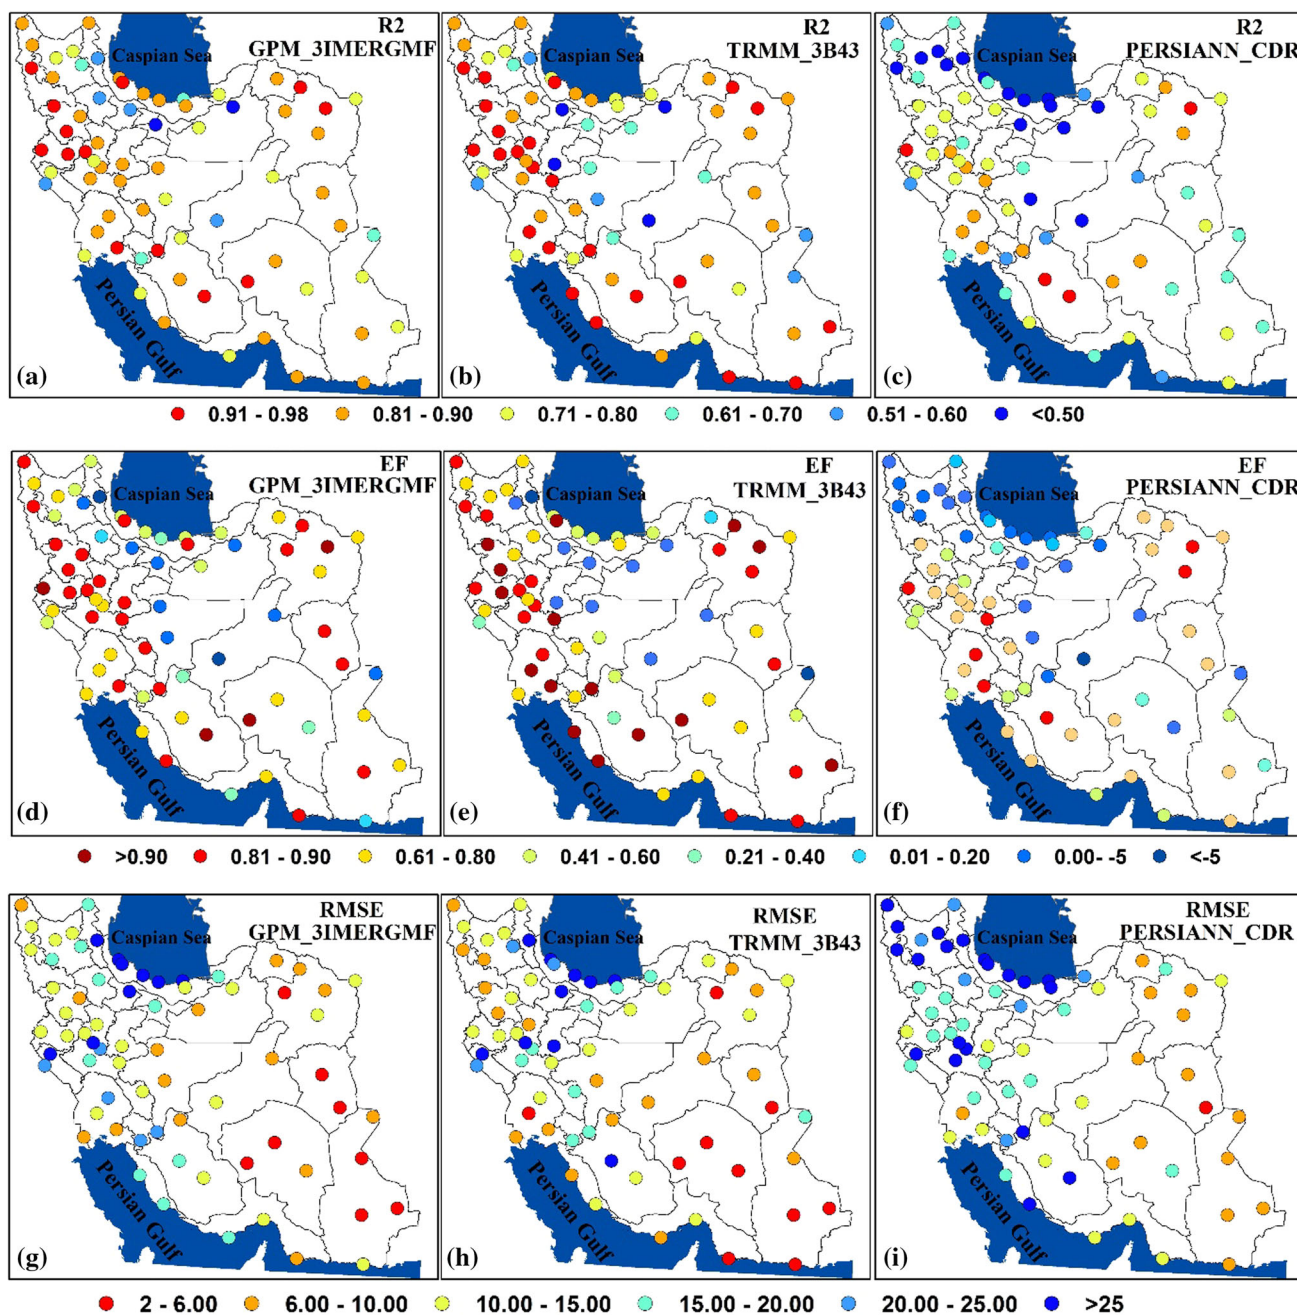 R2
GPM_3IMERGMF
Caspian Sea
Persian Gulf
(a)
R2
TRMM_3B43
Caspian Sea
Persian Gulf
(b)
R2
PERSIANN_CDR
Caspian Sea
Persian Gulf
(c)
0.91 - 0.98 0.81 - 0.90 0.71 - 0.80 0.61 - 0.70 0.51 - 0.60 <0.50
EF
GPM_3IMERGMF
Caspian Sea
Persian Gulf
(d)
EF
TRMM_3B43
Caspian Sea
Persian Gulf
(e)
EF
PERSIANN_CDR
Caspian Sea
Persian Gulf
(f)
>0.90 0.81 - 0.90 0.61 - 0.80 0.41 - 0.60 0.21 - 0.40 0.01 - 0.20 0.00- -5 <-5
RMSE
GPM_3IMERGMF
Caspian Sea
Persian Gulf
(g)
RMSE
TRMM_3B43
Caspian Sea
Persian Gulf
(h)
RMSE
PERSIANN_CDR
Caspian Sea
Persian Gulf
(i)
2 - 6.00 6.00 - 10.00 10.00 - 15.00 15.00 - 20.00 20.00 - 25.00 >25